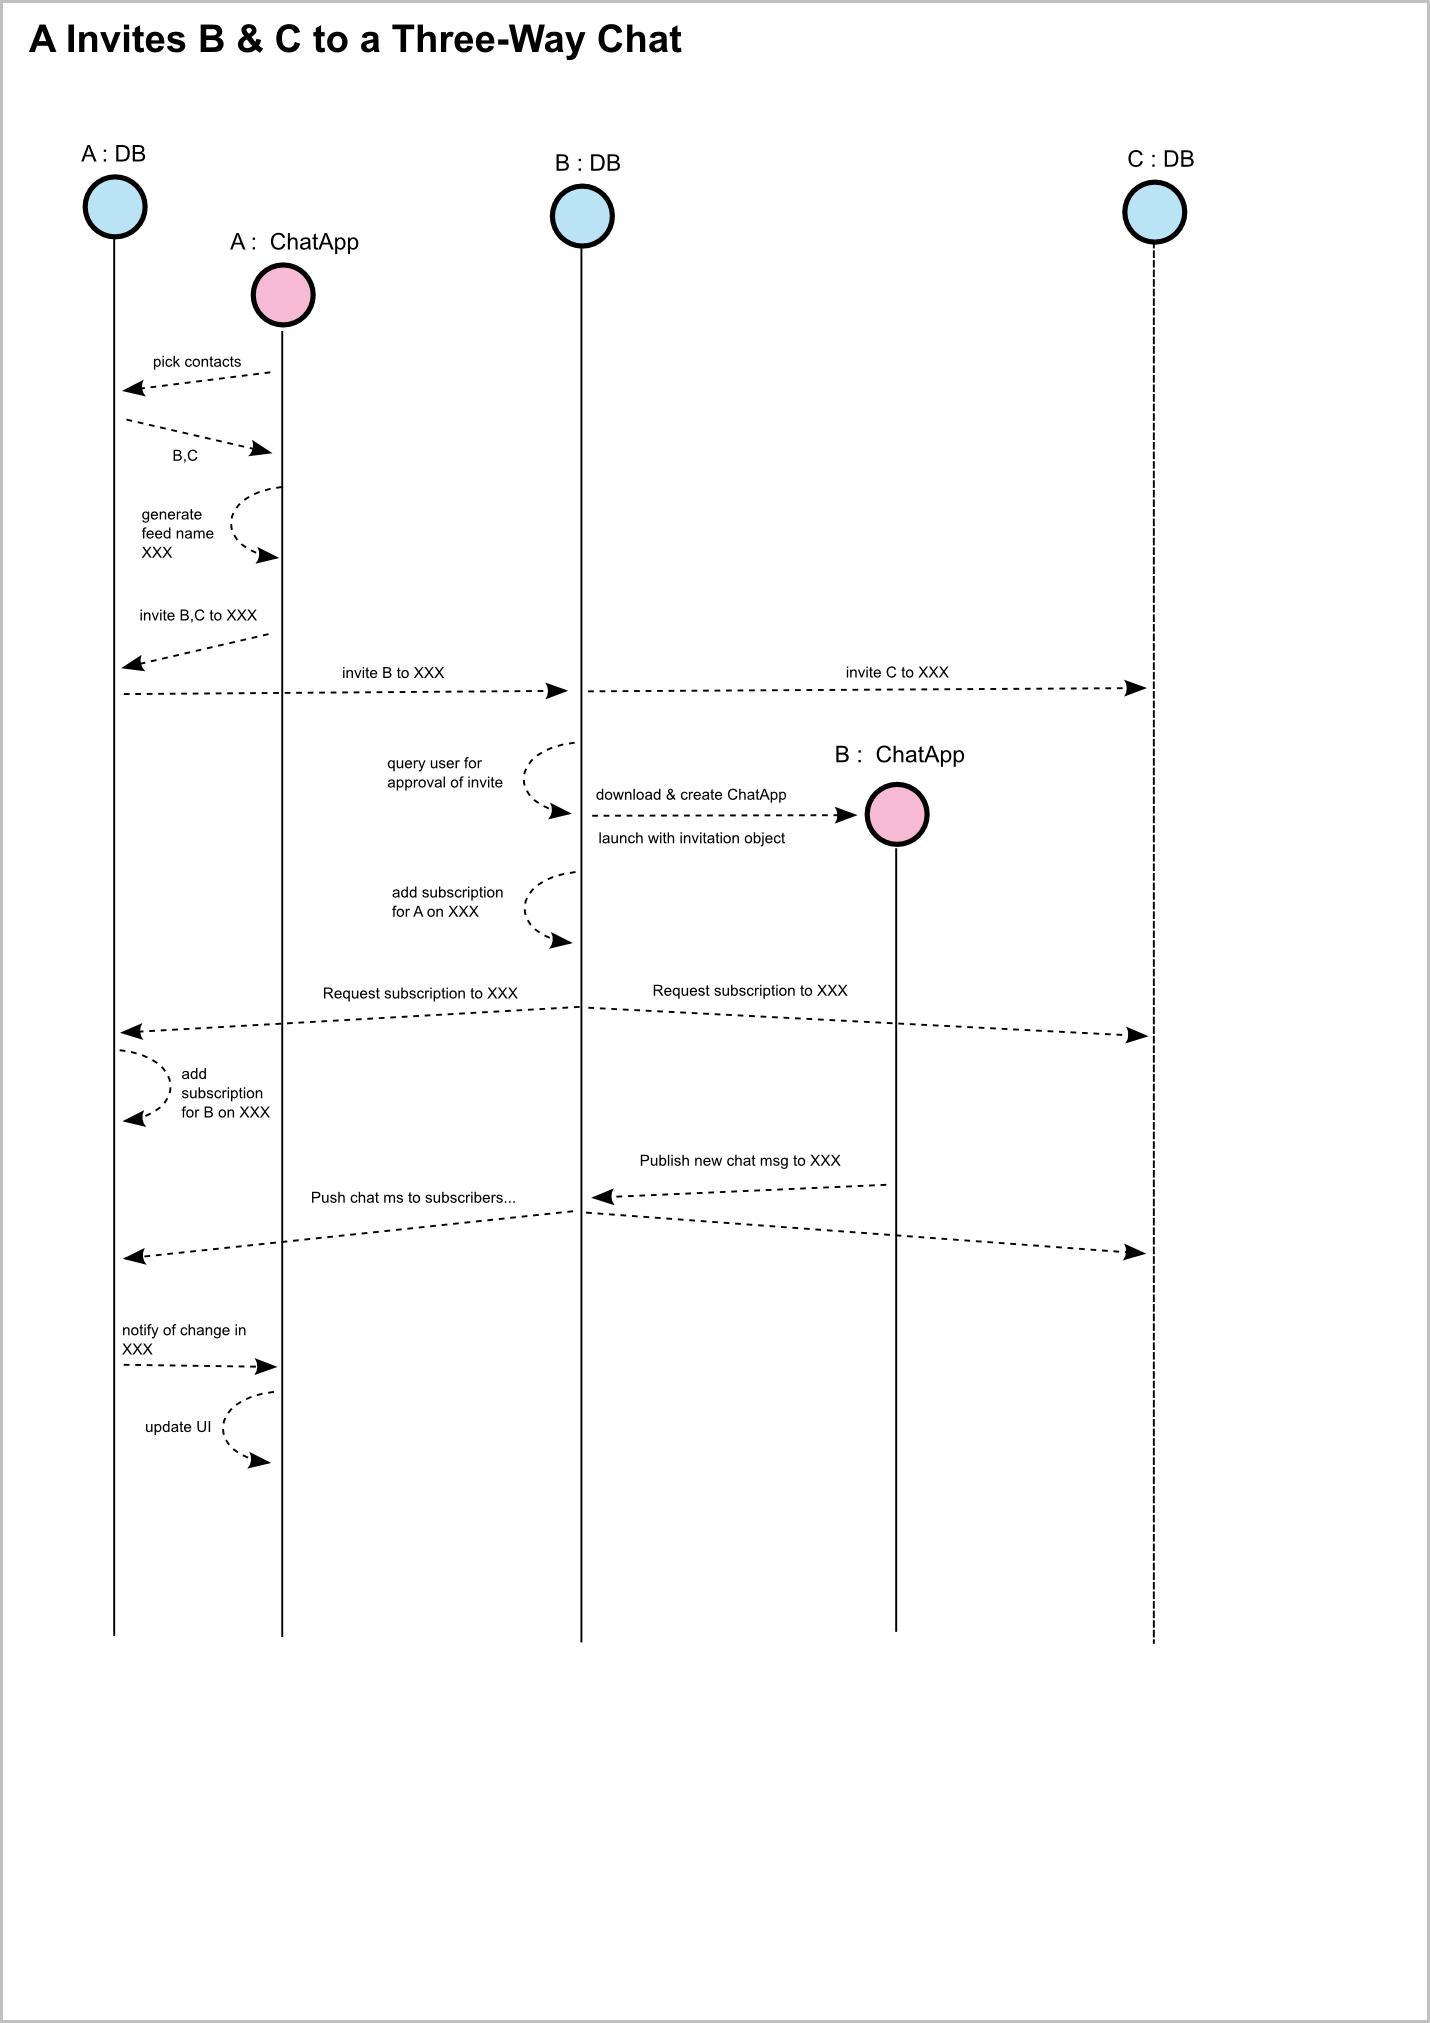 A Invites B & C to a Three-Way Chat
A : DB
B : DB
C : DB
A :  ChatApp
pick contacts
B,C
generate
feed name
XXX
invite B,C to XXX
invite B to XXX
invite C to XXX
B :  ChatApp
query user for
approval of invite
download & create ChatApp
launch with invitation object
add subscription
for A on XXX
Request subscription to XXX
Request subscription to XXX
add
subscription
for B on XXX
Publish new chat msg to XXX
Push chat ms to subscribers...
notify of change in
XXX
update UI